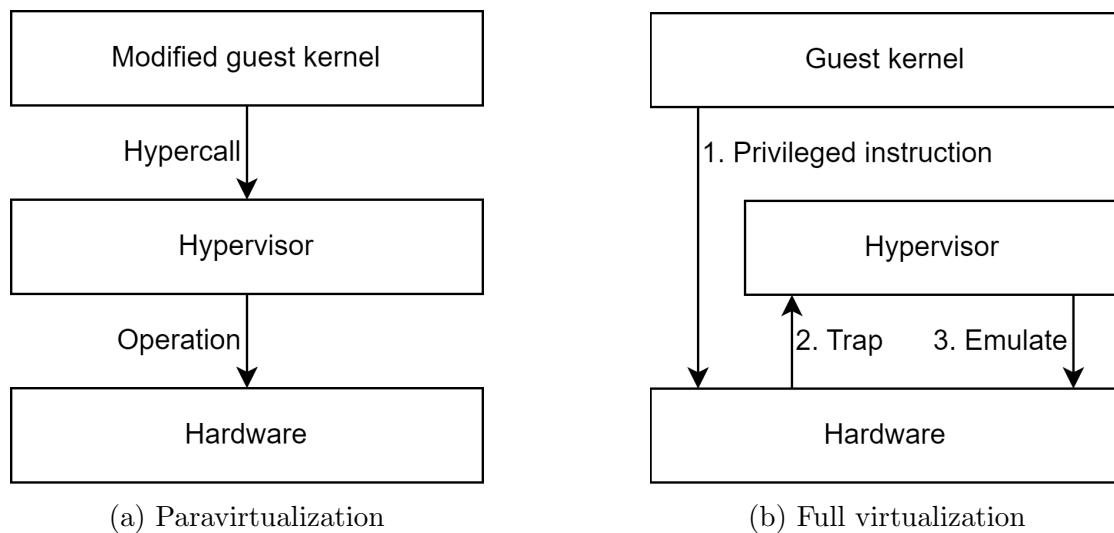 Modified guest kernel
Hypercall
Hypervisor
Operation
Hardware
(a) Paravirtualization
Guest kernel
1. Privileged instruction
Hypervisor
2. Trap
3. Emulate
Hardware
(b) Full virtualization